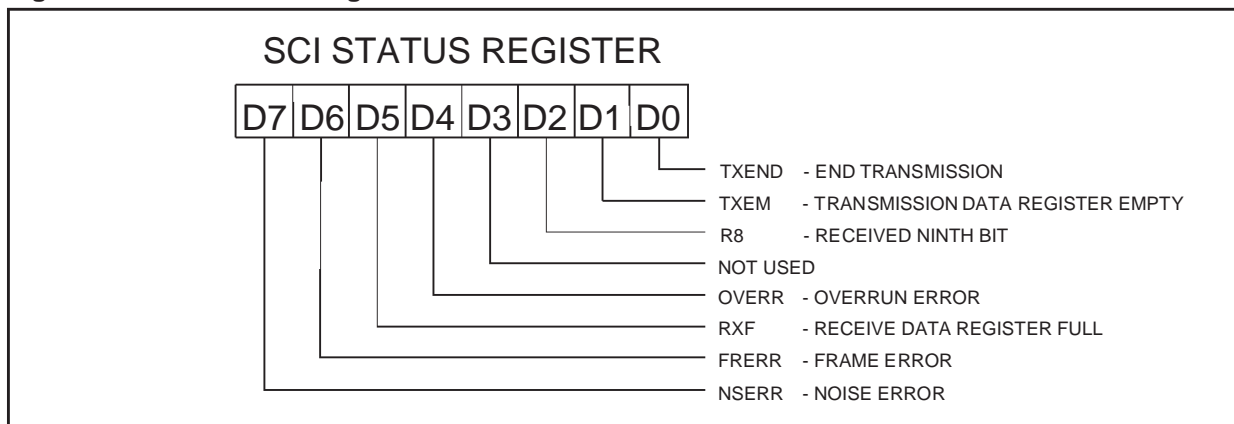 SCI STATUS REGISTER
D7 D6 D5 D4 D3 D2 D1 D0
TXEND - END TRANSMISSION
TXEM - TRANSMISSION DATA REGISTER EMPTY
R8 - RECEIVED NINTH BIT
NOT USED
OVERR - OVERRUN ERROR
RXF - RECEIVE DATA REGISTER FULL
FRERR - FRAME ERROR
NSERR - NOISE ERROR